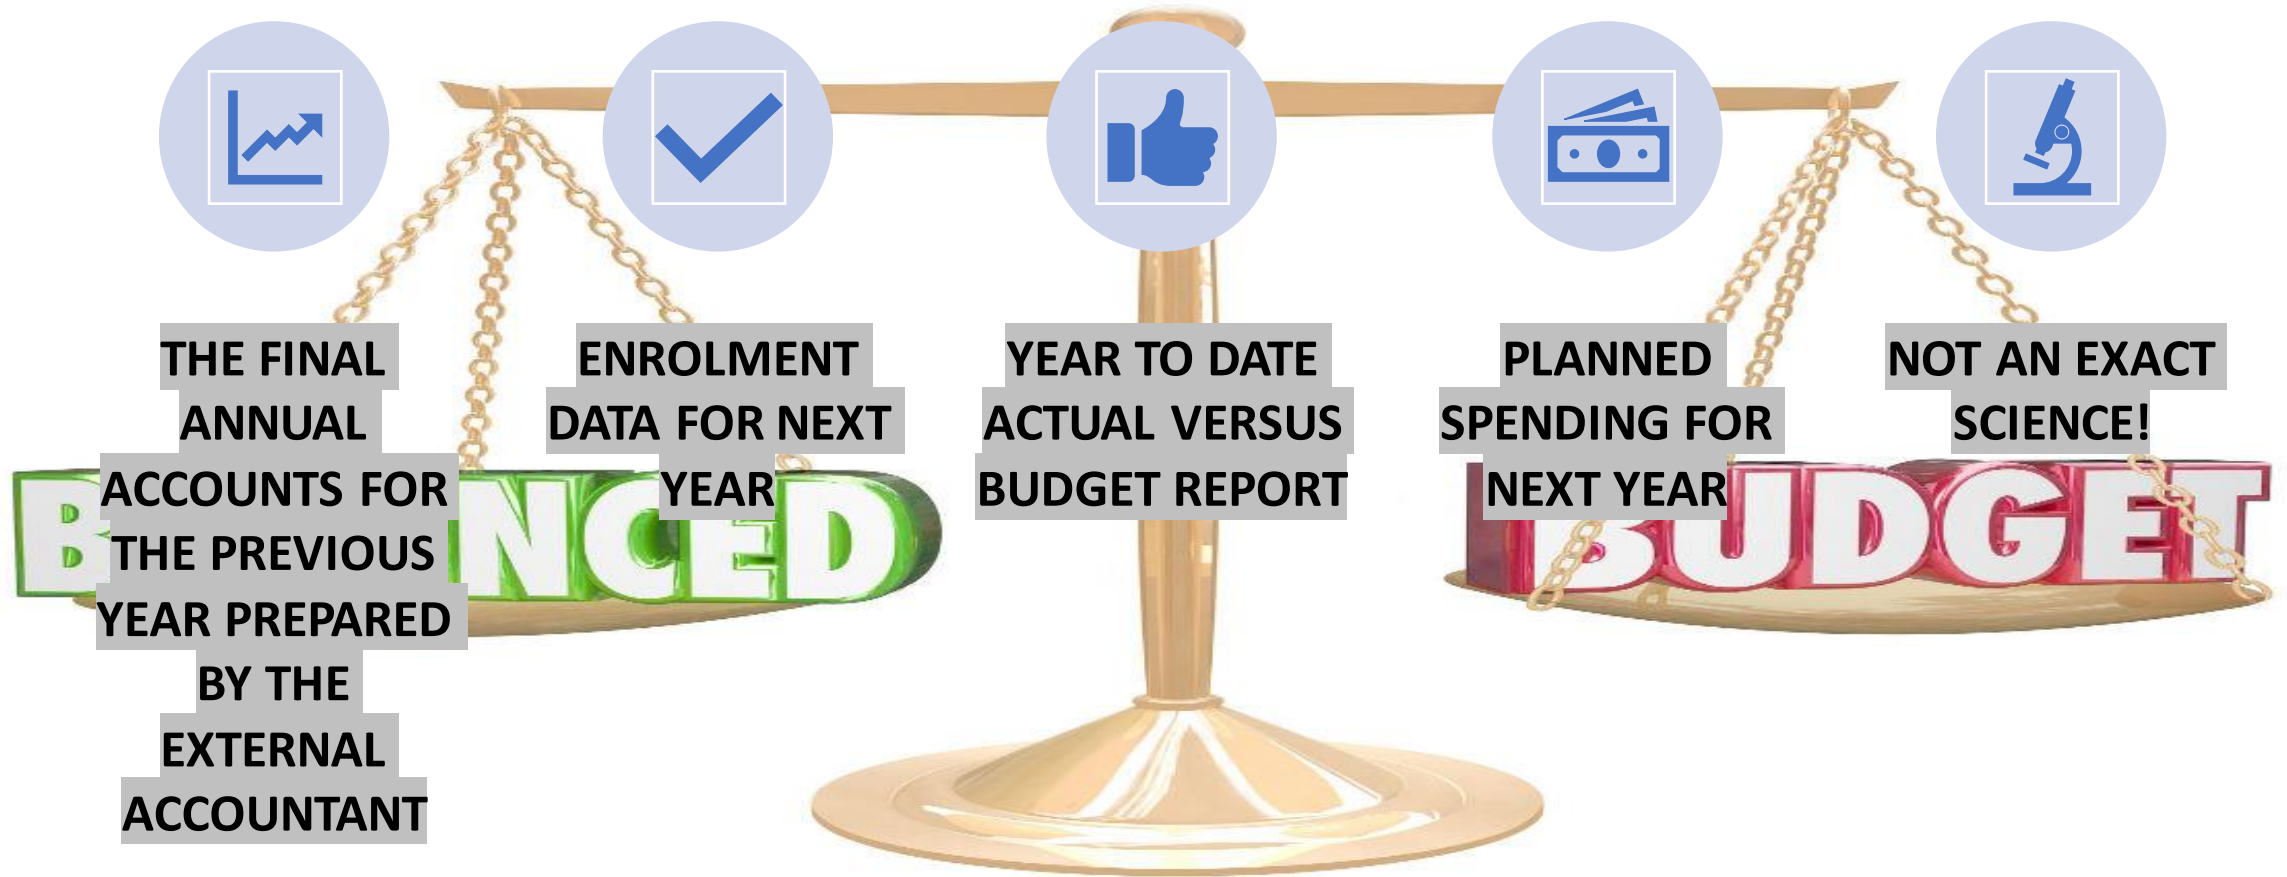 THE FINAL
ANNUAL
ACCOUNTS FOR
THE PREVIOUS
YEAR PREPARED
BY THE
EXTERNAL
ACCOUNTANT
ENROLMENT
DATA FOR NEXT
YEAR
YEAR TO DATE
ACTUAL VERSUS
BUDGET REPORT
PLANNED
SPENDING FOR
NEXT YEAR
NOT AN EXACT
SCIENCE!
BUDGET